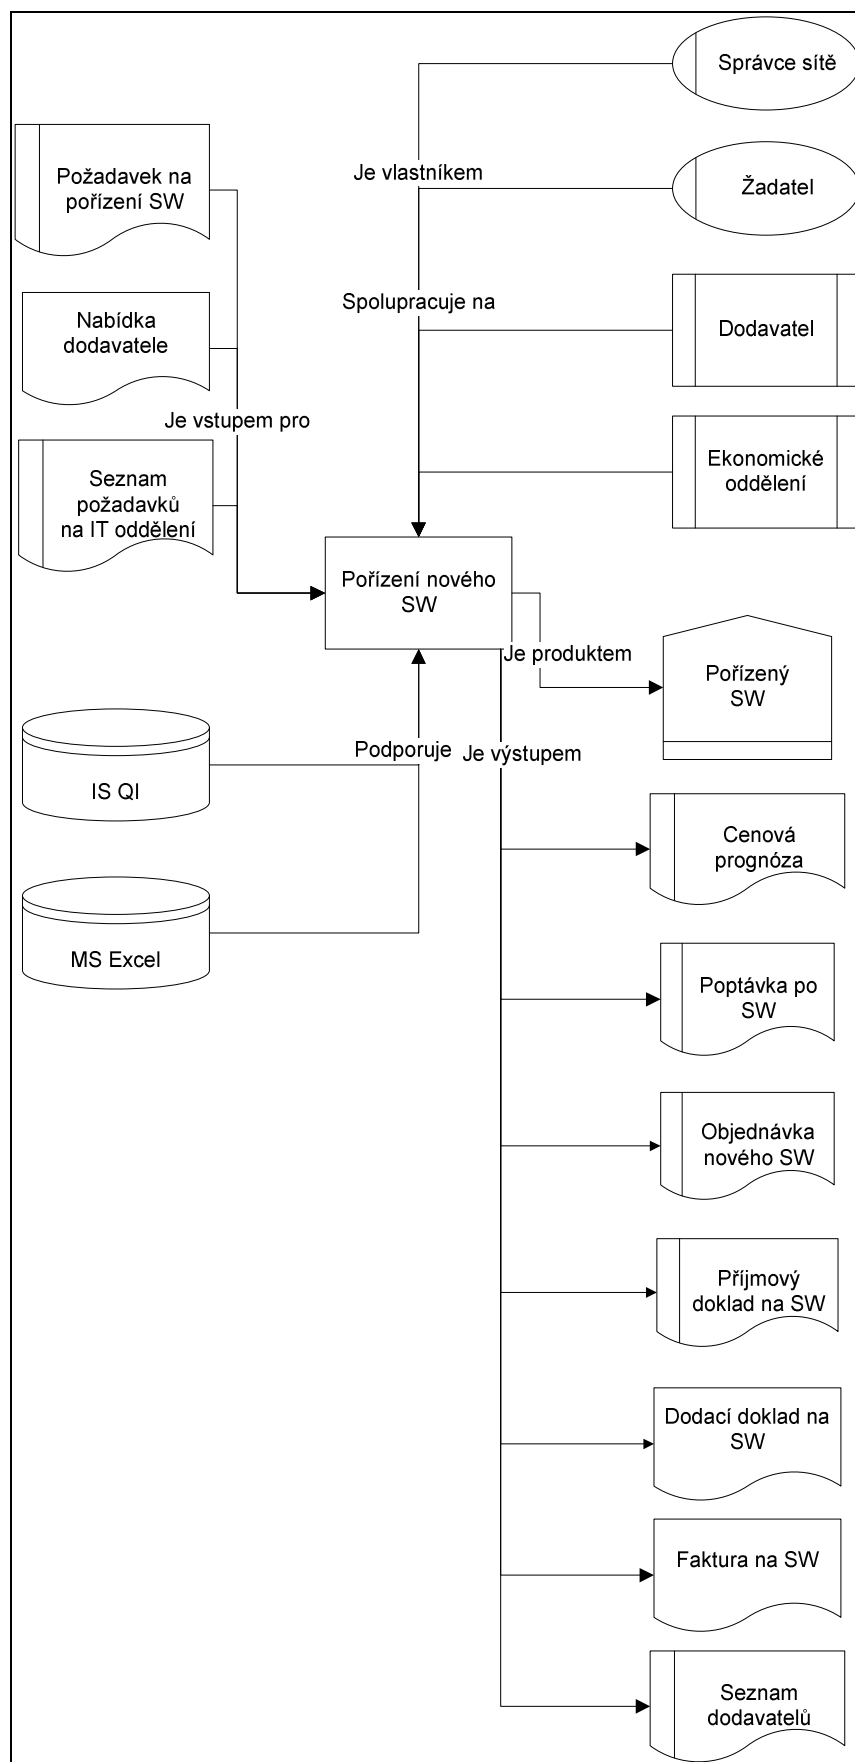 Správce sítě
Požadavek na
pořízení SW
Je vlastníkem
Žadatel
Nabídka
dodavatele
Spolupracuje na
Dodavatel
Je vstupem pro
Seznam
požadavků
na IT oddělení
Ekonomické
oddělení
Pořízení nového
SW
Je produktem
Pořízený
SW
IS QI
Podporuje
Je výstupem
Cenová
prognóza
MS Excel
Poptávka po
SW
Objednávka
nového SW
Příjmový
doklad na SW
Dodací doklad na
SW
Faktura na SW
Seznam
dodavatelů